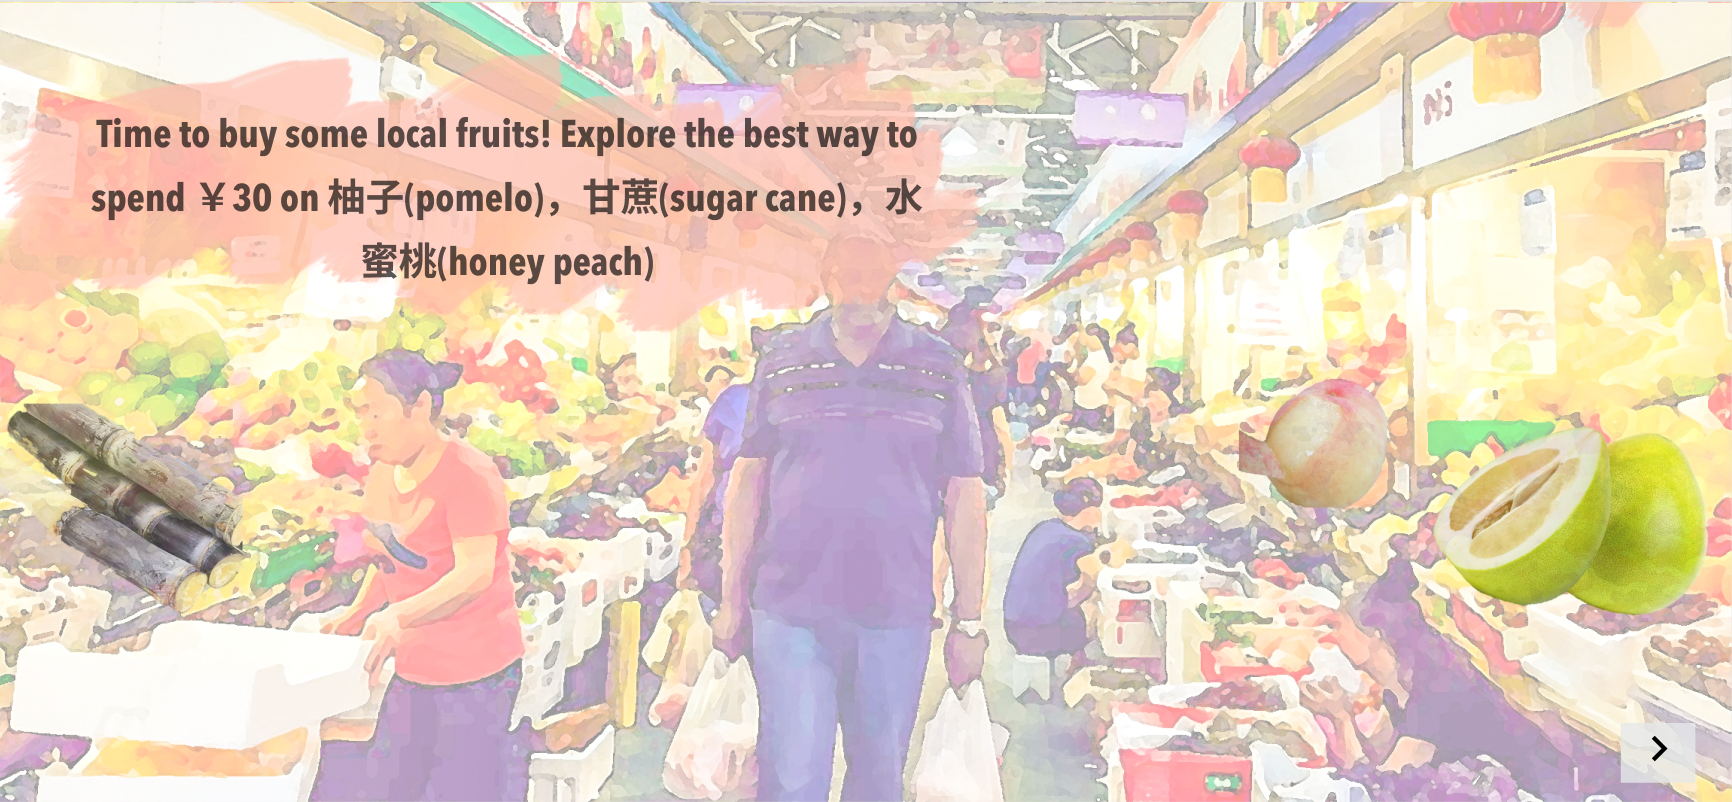 Time to buy some local fruits! Explore the best way to
spend ￥30 on 柚子(pomelo)，甘蔗(sugar cane)，水
蜜桃(honey peach)